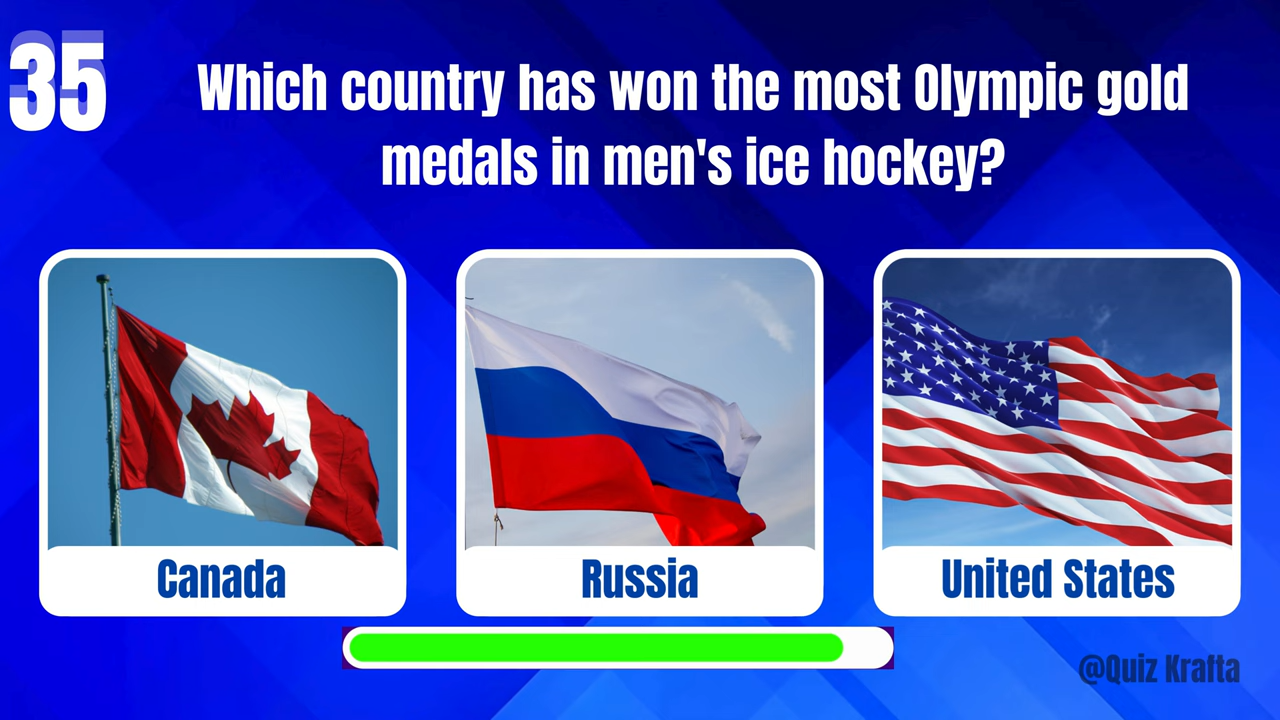 35
Which country has won the most Olympic gold
medals in men's ice hockey?
Canada
Russia
United States
@Quiz Krafta